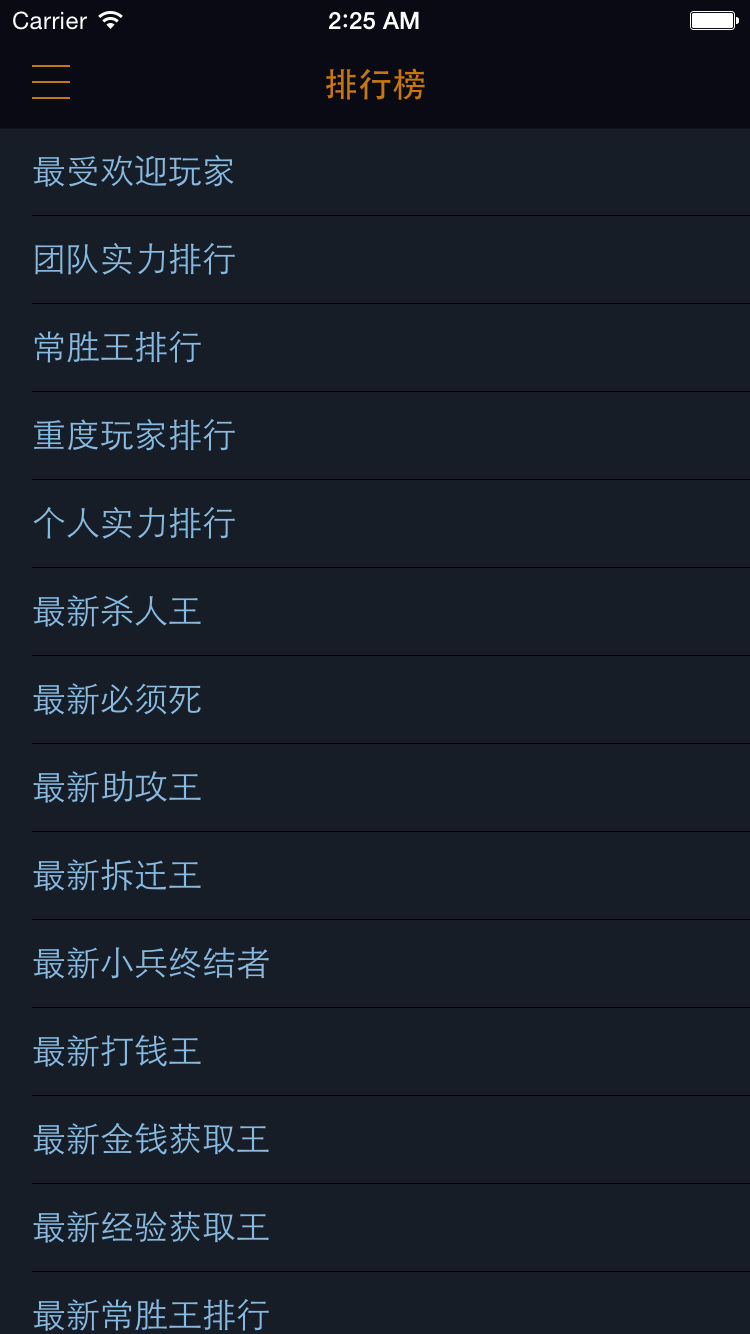 Carrier 2:25 AM
排行榜
最受欢迎玩家
团队实力排行
常胜王排行
重度玩家排行
个人实力排行
最新杀人王
最新必须死
最新助攻王
最新拆迁王
最新小兵终结者
最新打钱王
最新金钱获取王
最新经验获取王
最新常胜王排行